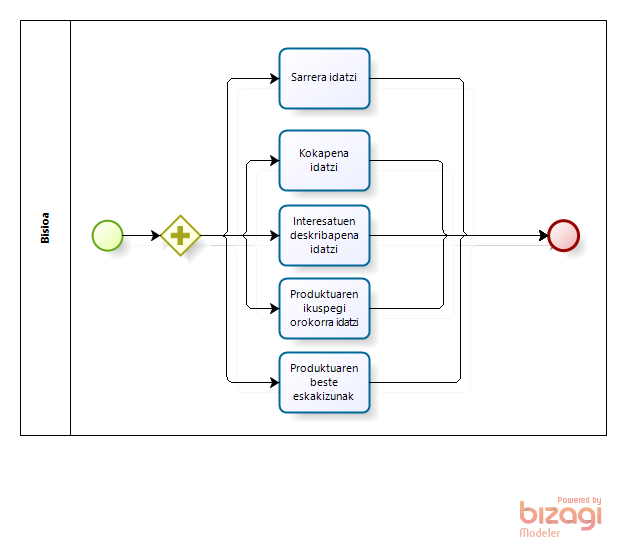 Bisioa
Sarrera idatzi
Kokapena
idatzi
Interesatuen
deskribapena
idatzi
Produktuaren
ikuspegi
orokorra idatzi
Produktuaren
beste
eskakizunak
Powered by
bizagi
Modeler